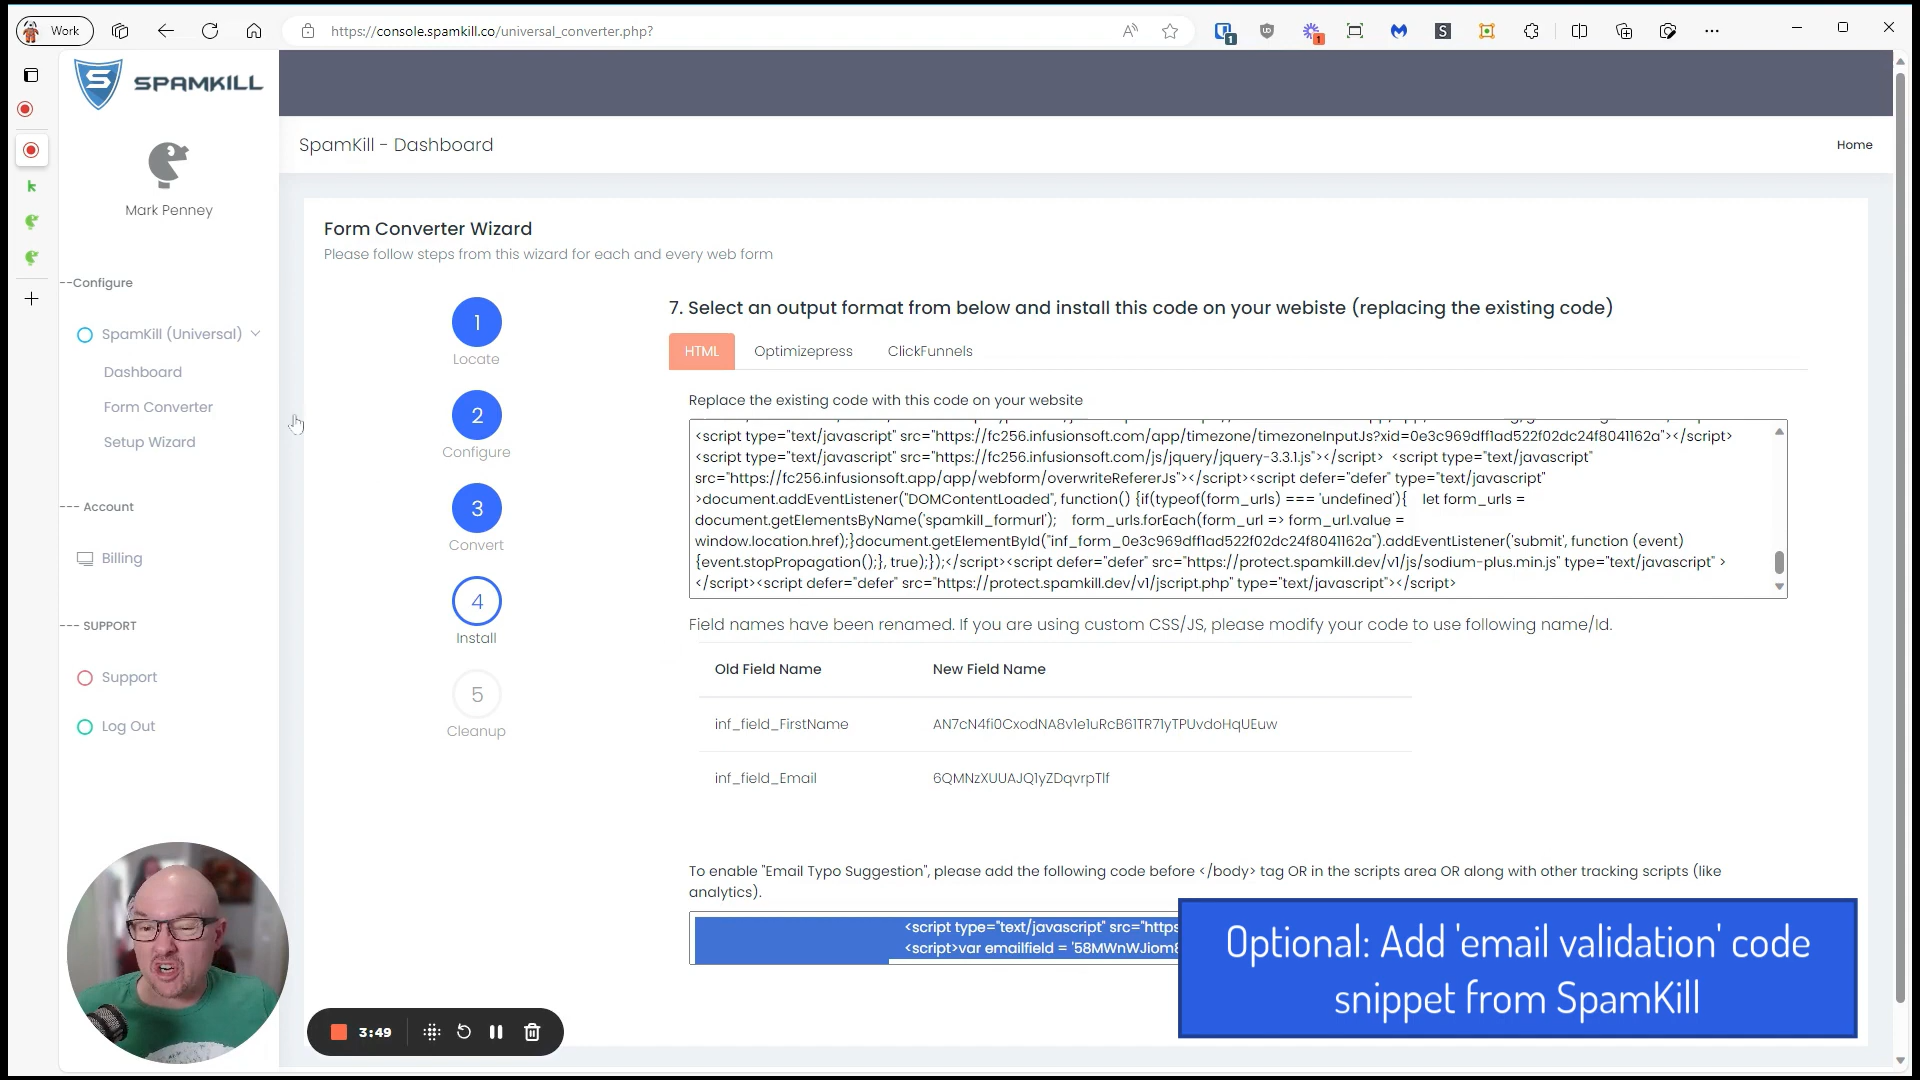 Work
https://console.spamkill.co/universal_converter.php?
SPAMKILL
Mark Penney
--Configure
SpamKill (Universal)
Dashboard
Form Converter
Setup Wizard
--- Account
Billing
--- SUPPORT
Support
Log Out
SpamKill - Dashboard
Home
Form Converter Wizard
Please follow steps from this wizard for each and every web form
1
Locate
2
Configure
3
Convert
4
Install
5
Cleanup
7. Select an output format from below and install this code on your webiste (replacing the existing code)
HTML
Optimizepress
ClickFunnels
Replace the existing code with this code on your website
<script type="text/javascript" src="https://fc256.infusionsoft.com/app/timezone/timezoneInputJs?xid=0e3c969dff1ad522f02dc24f8041162a"></script>
<script type="text/javascript" src="https://fc256.infusionsoft.com/js/jquery/jquery-3.3.1.js"></script> <script type="text/javascript"
src="https://fc256.infusionsoft.app/app/webform/overwriteRefererJs"></script><script defer="defer" type="text/javascript"
>document.addEventListener("DOMContentLoaded", function() {if(typeof(form_urls) === 'undefined'){ let form_urls =
document.getElementsByName('spamkill_formurl'); form_urls.forEach(form_url => form_url.value =
window.location.href);}document.getElementById("inf_form_0e3c969dff1ad522f02dc24f8041162a").addEventListener('submit', function (event)
{event.stopPropagation();}, true);});</script><script defer="defer" src="https://protect.spamkill.dev/v1/js/sodium-plus.min.js" type="text/javascript" >
</script><script defer="defer" src="https://protect.spamkill.dev/v1/jscript.php" type="text/javascript"></script>
Field names have been renamed. If you are using custom CSS/JS, please modify your code to use following name/Id.
Old Field Name
New Field Name
inf_field_FirstName
AN7cN4fi0CxodNA8v1e1uRcB61TR71yTPUvdoHqUEuw
inf_field_Email
6QMNzXUUAJQ1yZDqvrpTlf
To enable "Email Typo Suggestion", please add the following code before </body> tag OR in the scripts area OR along with other tracking scripts (like
analytics).
<script type="text/javascript" src="https
<script>var emailfield = '58MWnWJiom
Optional: Add 'email validation' code
snippet from SpamKill
3:49